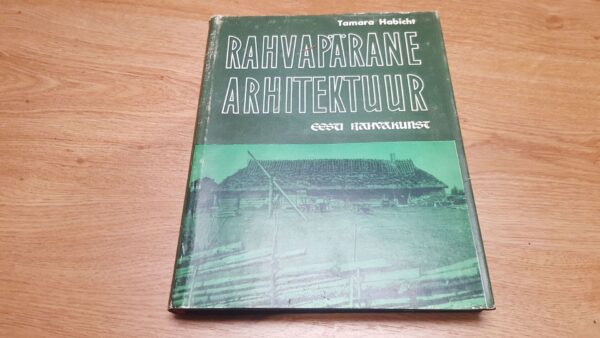 Tamara Habicht
RAHVAPÄRANE
ARHITEKTUUR
EESTI RAHVAKUNST